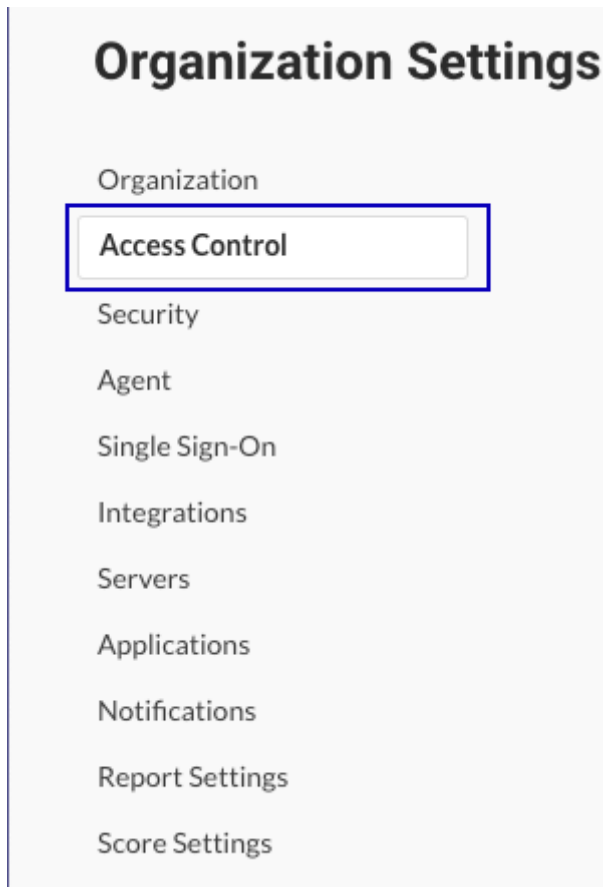 Organization Settings
Organization
Access Control
Security
Agent
Single Sign-On
Integrations
Servers
Applications
Notifications
Report Settings
Score Settings